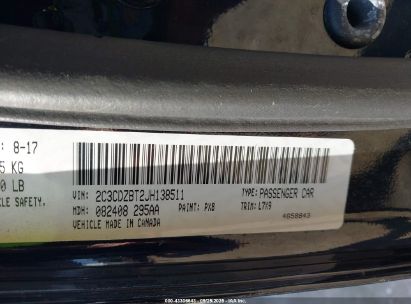 : 8-17
5 KG
0 LB
HICLE SAFETY.
VIN: 2C3CDZBT2JH138511
TYPE: PASSENGER CAR
MDH: 082408 295AA
PAINT: PX8
TRIM: L7X9
VEHICLE MADE IN CANADA
4658843